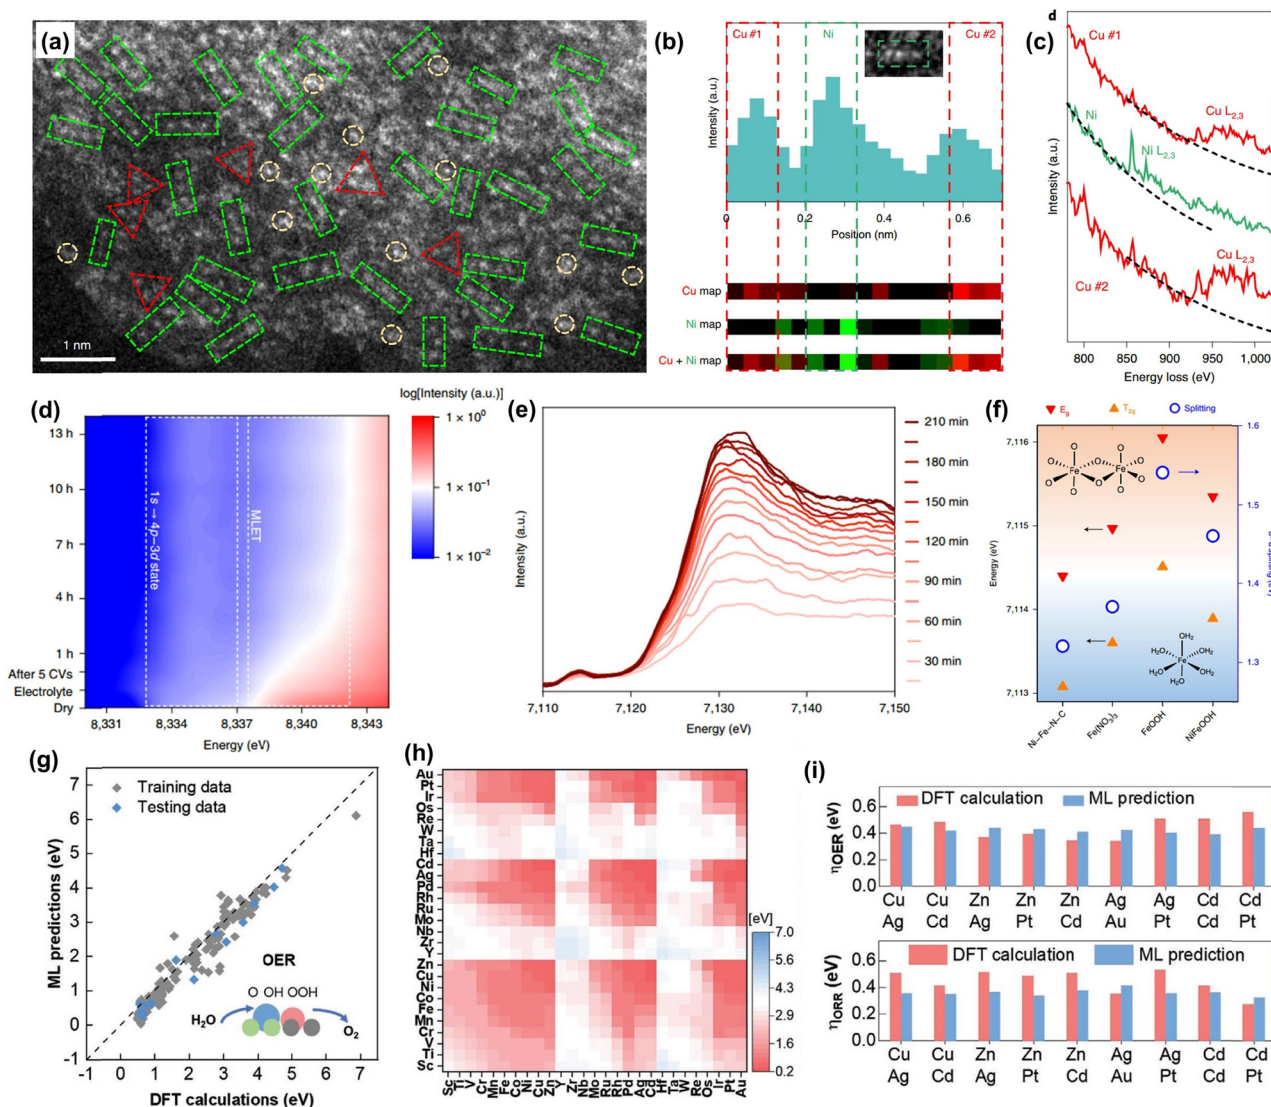 (a)
1 nm
(b)
Cu #1
Ni
Cu #2
Intensity (a.u.)
0
0.2
0.4
0.6
Position (nm)
Cu map
Ni map
Cu + Ni map
d
(c)
Cu #1
Cu L2,3
Ni
Ni L2,3
Cu L2,3
Cu #2
Intensity (a.u.)
800
850
900
950
1,000
Energy loss (eV)
(d)
log[Intensity (a.u.)]
1 × 10⁰
1 × 10⁻¹
1 × 10⁻²
13 h
10 h
7 h
4 h
1 h
After 5 CVs
Electrolyte
Dry
1s → 4p–3d state
MLET
8,331
8,334
8,337
8,340
8,343
Energy (eV)
(e)
Intensity (a.u.)
210 min
180 min
150 min
120 min
90 min
60 min
30 min
7,110
7,120
7,130
7,140
7,150
Energy (eV)
(f)
Eg
T2g
Splitting
7,116
7,115
7,114
7,113
Energy (eV)
1.6
1.5
1.4
1.3
O O O O O
O Fe Fe O
O O O O
OH2
H2O OH2
Fe
H2O OH2
H2O
Ni–Fe–N–C
Fe(NO3)3
FeOOH
NiFeOOH
(g)
Training data
Testing data
7
6
5
4
3
2
1
0
-1
ML predictions (eV)
OER
O OH OOH
H2O
O2
-1 0 1 2 3 4 5 6 7
DFT calculations (eV)
(h)
Au
Pt
Ir
Os
Re
W
Ta
Hf
Cd
Ag
Pd
Rh
Ru
Mo
Nb
Zr
Y
Zn
Cu
Ni
Co
Fe
Mn
Cr
V
Ti
Sc
Sc Ti V Cr Mn Fe Co Ni Cu Zn Y Zr Nb Mo Ru Rh Pd Ag Cd Hf Ta W Re Os Ir Pt Au
[eV]
7.0
5.9
4.7
3.6
2.4
1.3
0.2
(i)
DFT calculation
ML prediction
0.6
0.4
0.2
0.0
ηOER (eV)
Cu Cu Zn Zn Zn Ag Ag Cd Cd
Ag Cd Ag Pt Cd Au Pt Cd Pt
DFT calculation
ML prediction
0.6
0.4
0.2
0.0
ηORR (eV)
Cu Cu Zn Zn Zn Ag Ag Cd Cd
Ag Cd Ag Pt Cd Au Pt Cd Pt